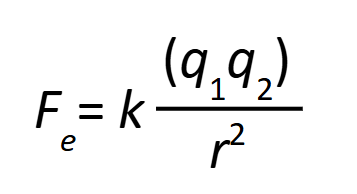 Fₑ= k (q₁q₂) / r²